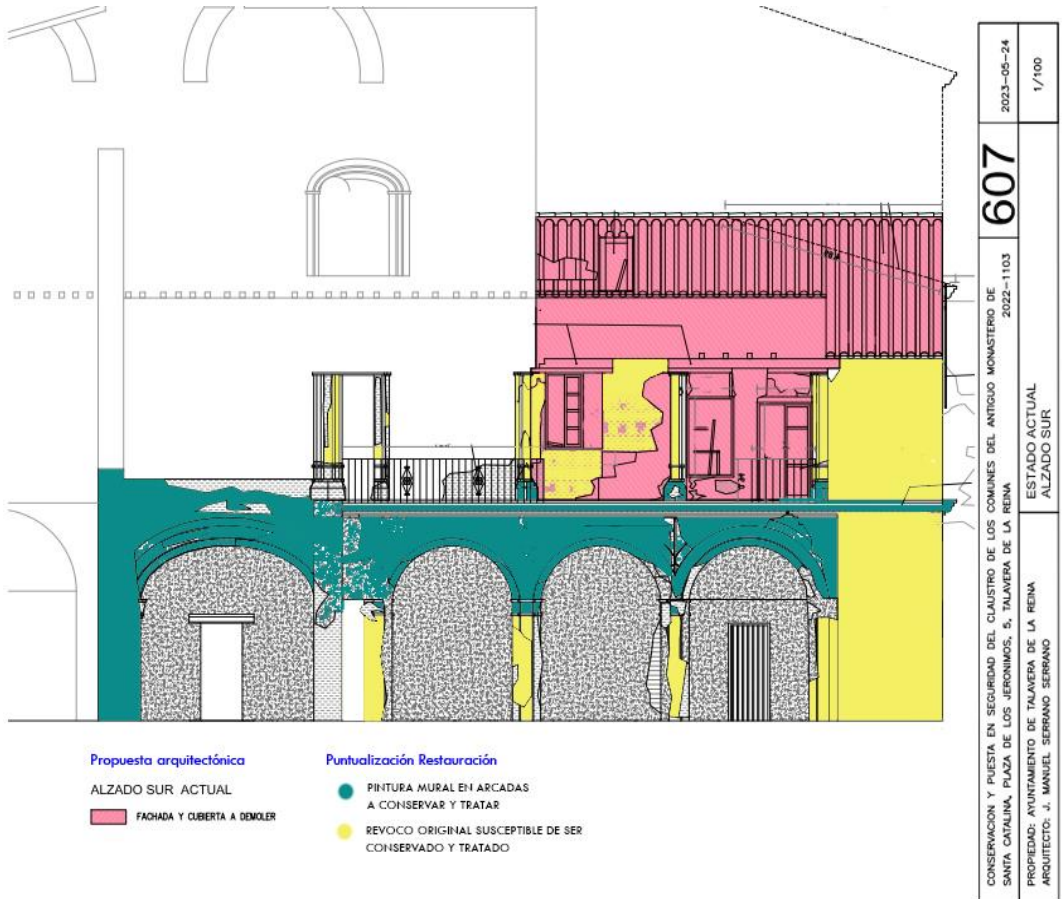 Propuesta arquitectónica
ALZADO SUR ACTUAL
FACHADA Y CUBIERTA A DEMOLER
Puntualización Restauración
PINTURA MURAL EN ARCADAS
A CONSERVAR Y TRATAR
REVOCO ORIGINAL SUSCEPTIBLE DE SER
CONSERVADO Y TRATADO
CONSERVACION Y PUESTA EN SEGURIDAD DEL CLAUSTRO DE LOS COMUNES DEL ANTIGUO MONASTERIO DE
SANTA CATALINA, PLAZA DE LOS JERONIMOS, 5, TALAVERA DE LA REINA 2022-1103
607
2023-05-24
PROPIEDAD: AYUNTAMIENTO DE TALAVERA DE LA REINA
ARQUITECTO: J. MANUEL SERRANO SERRANO
ESTADO ACTUAL
ALZADO SUR
1/100